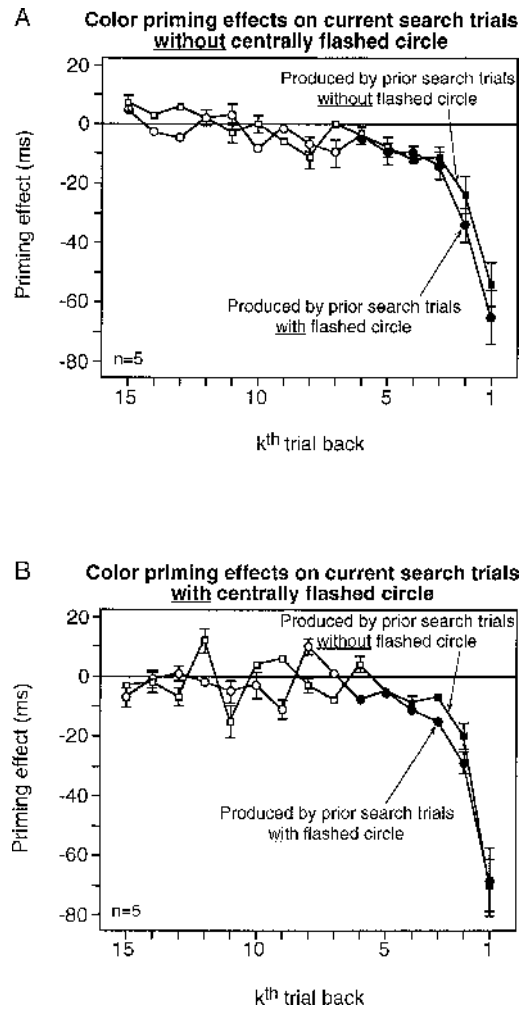 A
Color priming effects on current search trials
without centrally flashed circle
Produced by prior search trials
without flashed circle
20
0
-20
-40
-60
-80
Priming effect (ms)
Produced by prior search trials
with flashed circle
n=5
15
10
5
1
kth trial back
B
Color priming effects on current search trials
with centrally flashed circle
Produced by prior search trials
without flashed circle
20
0
-20
-40
-60
-80
Priming effect (ms)
Produced by prior search trials
with flashed circle
n=5
15
10
5
1
kth trial back